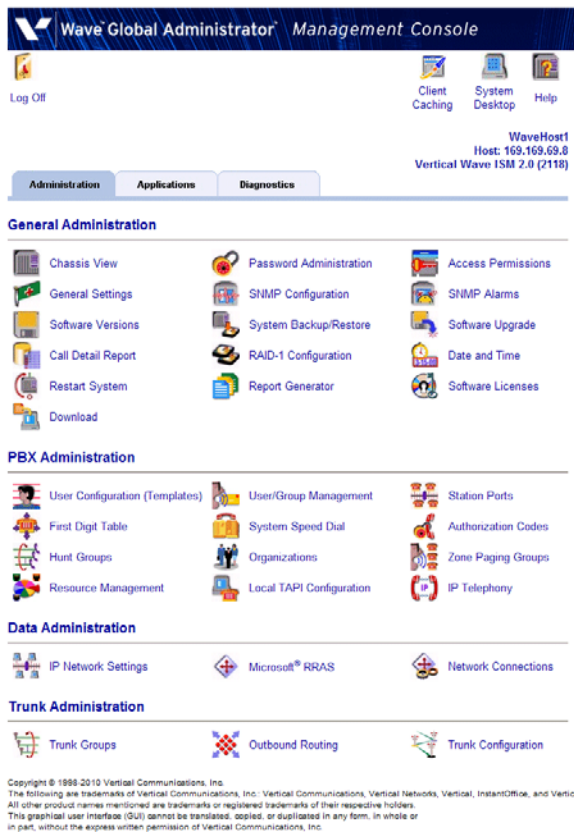 Wave™ Global Administrator™ Management Console
Log Off
Client Caching
System Desktop
Help
WaveHost1
Host: 169.169.69.8
Vertical Wave ISM 2.0 (2118)
Administration Applications Diagnostics
General Administration
Chassis View Password Administration Access Permissions
General Settings SNMP Configuration SNMP Alarms
Software Versions System Backup/Restore Software Upgrade
Call Detail Report RAID-1 Configuration Date and Time
Restart System Report Generator Software Licenses
Download
PBX Administration
User Configuration (Templates) User/Group Management Station Ports
First Digit Table System Speed Dial Authorization Codes
Hunt Groups Organizations Zone Paging Groups
Resource Management Local TAPI Configuration IP Telephony
Data Administration
IP Network Settings Microsoft® RRAS Network Connections
Trunk Administration
Trunk Groups Outbound Routing Trunk Configuration
Copyright © 1998-2010 Vertical Communications, Inc.
The following are trademarks of Vertical Communications, Inc.: Vertical Communications, Vertical Networks, Vertical, InstantOffice, and Vertic
All other product names mentioned are trademarks or registered trademarks of their respective holders.
This graphical user interface (GUI) cannot be translated, copied, or duplicated in any form, in whole or
in part, without the express written permission of Vertical Communications, Inc.